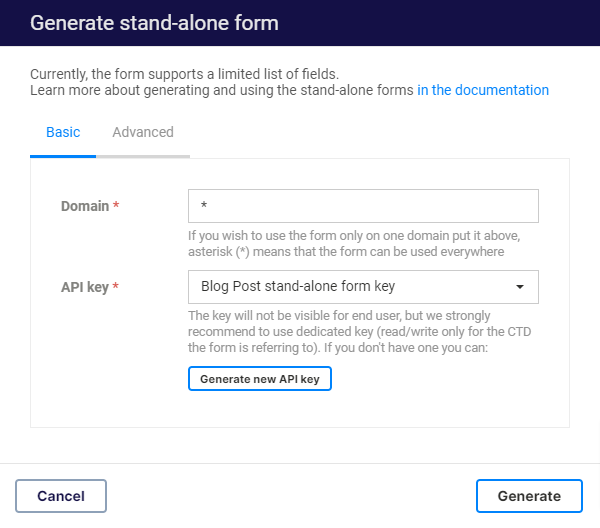 Generate stand-alone form
Currently, the form supports a limited list of fields.
Learn more about generating and using the stand-alone forms in the documentation
Basic Advanced
Domain * *
If you wish to use the form only on one domain put it above,
asterisk (*) means that the form can be used everywhere
API key * Blog Post stand-alone form key
The key will not be visible for end user, but we strongly
recommend to use dedicated key (read/write only for the CTD
the form is referring to). If you don't have one you can:
Generate new API key
Cancel Generate